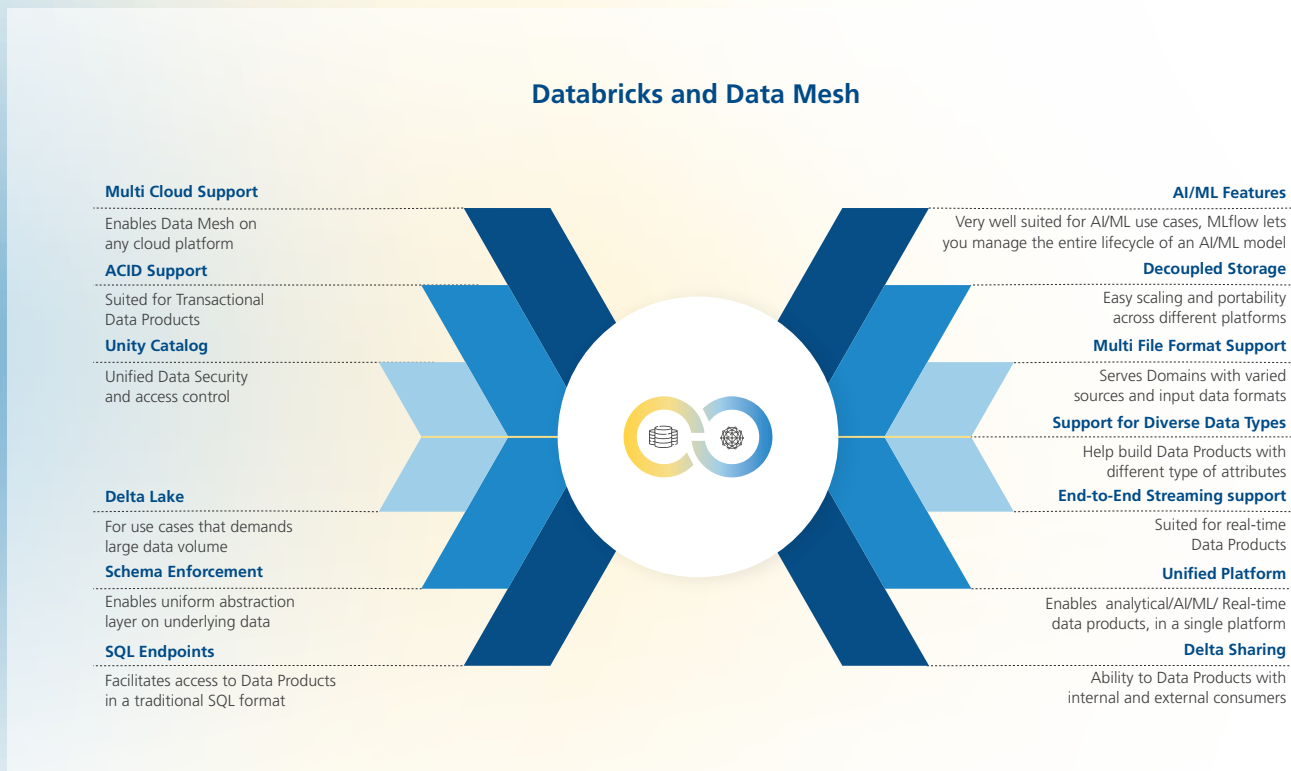 Databricks and Data Mesh
Multi Cloud Support
Enables Data Mesh on
any cloud platform
ACID Support
Suited for Transactional
Data Products
Unity Catalog
Unified Data Security
and access control
Delta Lake
For use cases that demands
large data volume
Schema Enforcement
Enables uniform abstraction
layer on underlying data
SQL Endpoints
Facilitates access to Data Products
in a traditional SQL format
AI/ML Features
Very well suited for AI/ML use cases, MLflow lets
you manage the entire lifecycle of an AI/ML model
Decoupled Storage
Easy scaling and portability
across different platforms
Multi File Format Support
Serves Domains with varied
sources and input data formats
Support for Diverse Data Types
Help build Data Products with
different type of attributes
End-to-End Streaming support
Suited for real-time
Data Products
Unified Platform
Enables  analytical/AI/ML/ Real-time
data products, in a single platform
Delta Sharing
Ability to Data Products with
internal and external consumers